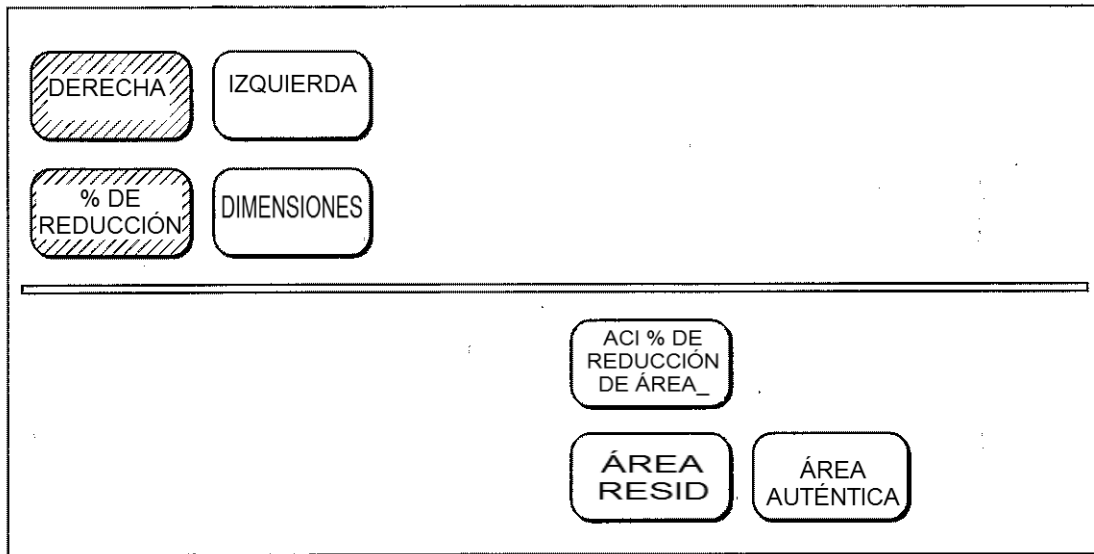 DERECHA
IZQUIERDA
% DE
REDUCCIÓN
DIMENSIONES
ACI % DE
REDUCCIÓN
DE ÁREA_
ÁREA
RESID
ÁREA
AUTÉNTICA